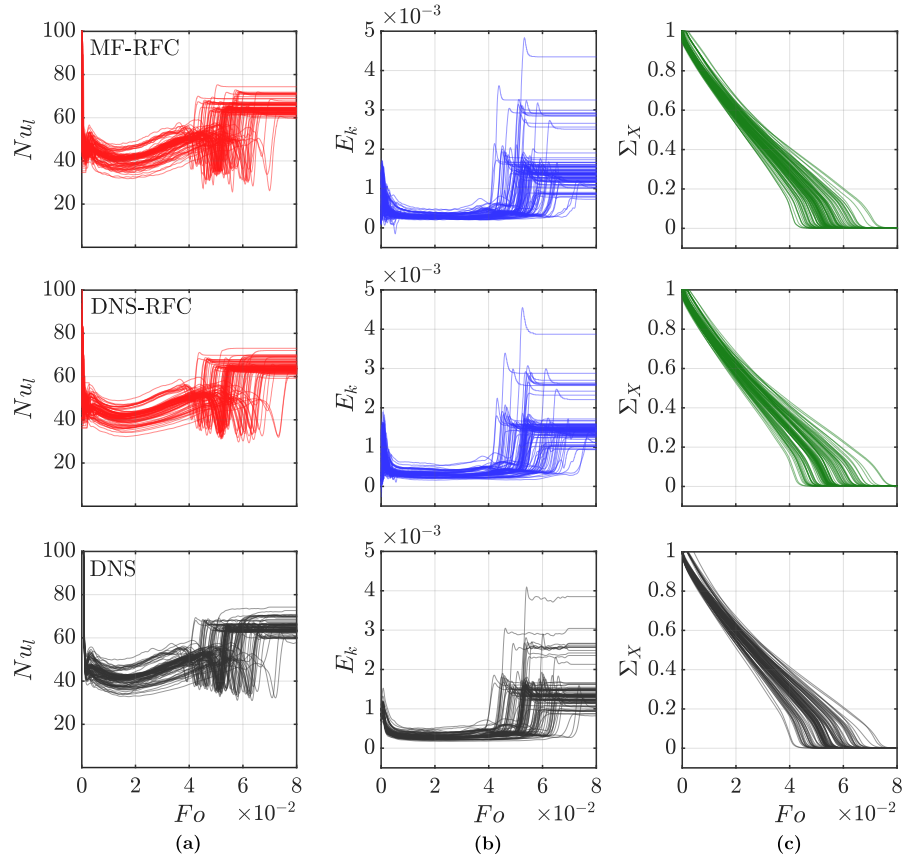 MF-RFC
Nu_l
100
80
60
40
20
×10⁻³
E_k
5
4
3
2
1
0
Σ_X
1
0.8
0.6
0.4
0.2
0
DNS-RFC
Nu_l
100
80
60
40
20
×10⁻³
E_k
5
4
3
2
1
0
Σ_X
1
0.8
0.6
0.4
0.2
0
DNS
Nu_l
100
80
60
40
20
0 2 4 6 8
Fo ×10⁻²
(a)
×10⁻³
E_k
5
4
3
2
1
0
0 2 4 6 8
Fo ×10⁻²
(b)
Σ_X
1
0.8
0.6
0.4
0.2
0
0 2 4 6 8
Fo ×10⁻²
(c)